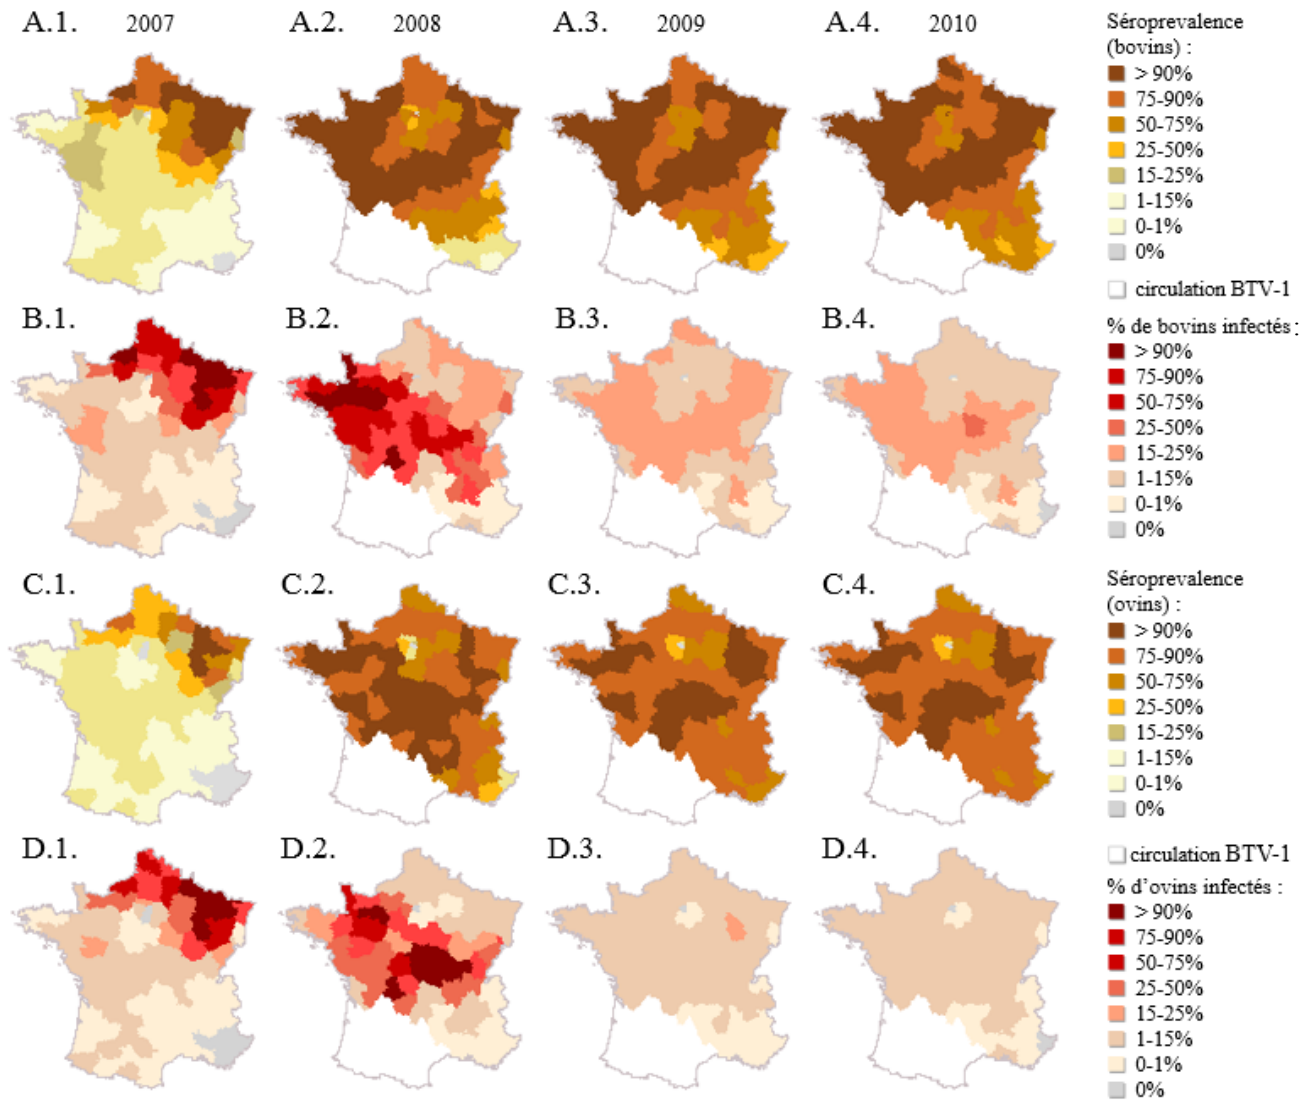 A.1. 2007
A.2. 2008
A.3. 2009
A.4. 2010
Séroprevalence
(bovins) :
> 90%
75-90%
50-75%
25-50%
15-25%
1-15%
0-1%
0%
circulation BTV-1
B.1.
B.2.
B.3.
B.4.
% de bovins infectés :
> 90%
75-90%
50-75%
25-50%
15-25%
1-15%
0-1%
0%
C.1.
C.2.
C.3.
C.4.
Séroprevalence
(ovins) :
> 90%
75-90%
50-75%
25-50%
15-25%
1-15%
0-1%
0%
circulation BTV-1
D.1.
D.2.
D.3.
D.4.
% d’ovins infectés :
> 90%
75-90%
50-75%
25-50%
15-25%
1-15%
0-1%
0%